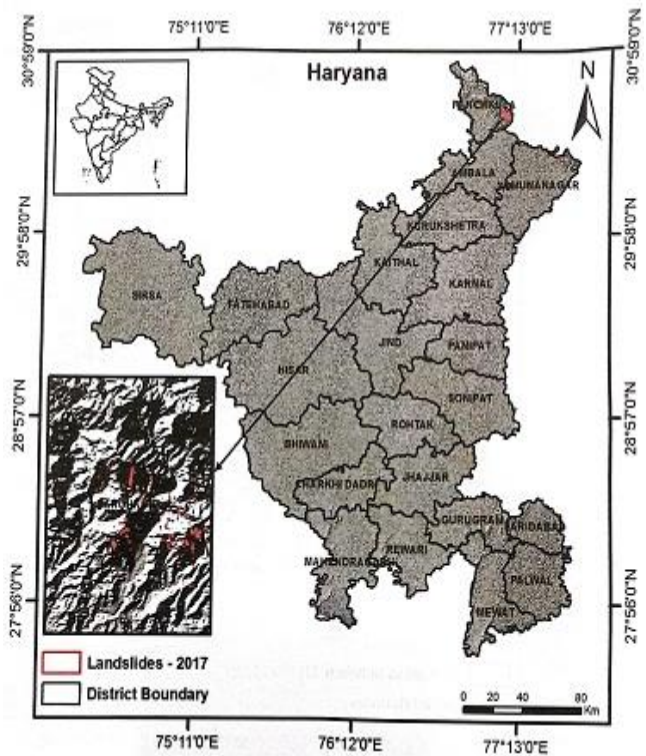 75°11'0"E 76°12'0"E 77°13'0"E
30°59'0"N
30°59'0"N
Haryana
N
PANCHKULA
AMBALA
YAMUNANAGAR
29°58'0"N
29°58'0"N
KURUKSHETRA
KAITHAL
KARNAL
SIRSA
FATEHABAD
JIND
PANIPAT
HISAR
SONIPAT
28°57'0"N
28°57'0"N
ROHTAK
BHIWANI
JHAJJAR
CHARKHI DADRI
GURUGRAM
FARIDABAD
REWARI
MAHENDRAGARH
PALWAL
MEWAT
27°56'0"N
27°56'0"N
Landslides - 2017
District Boundary
0 20 40 80
Km
75°11'0"E 76°12'0"E 77°13'0"E